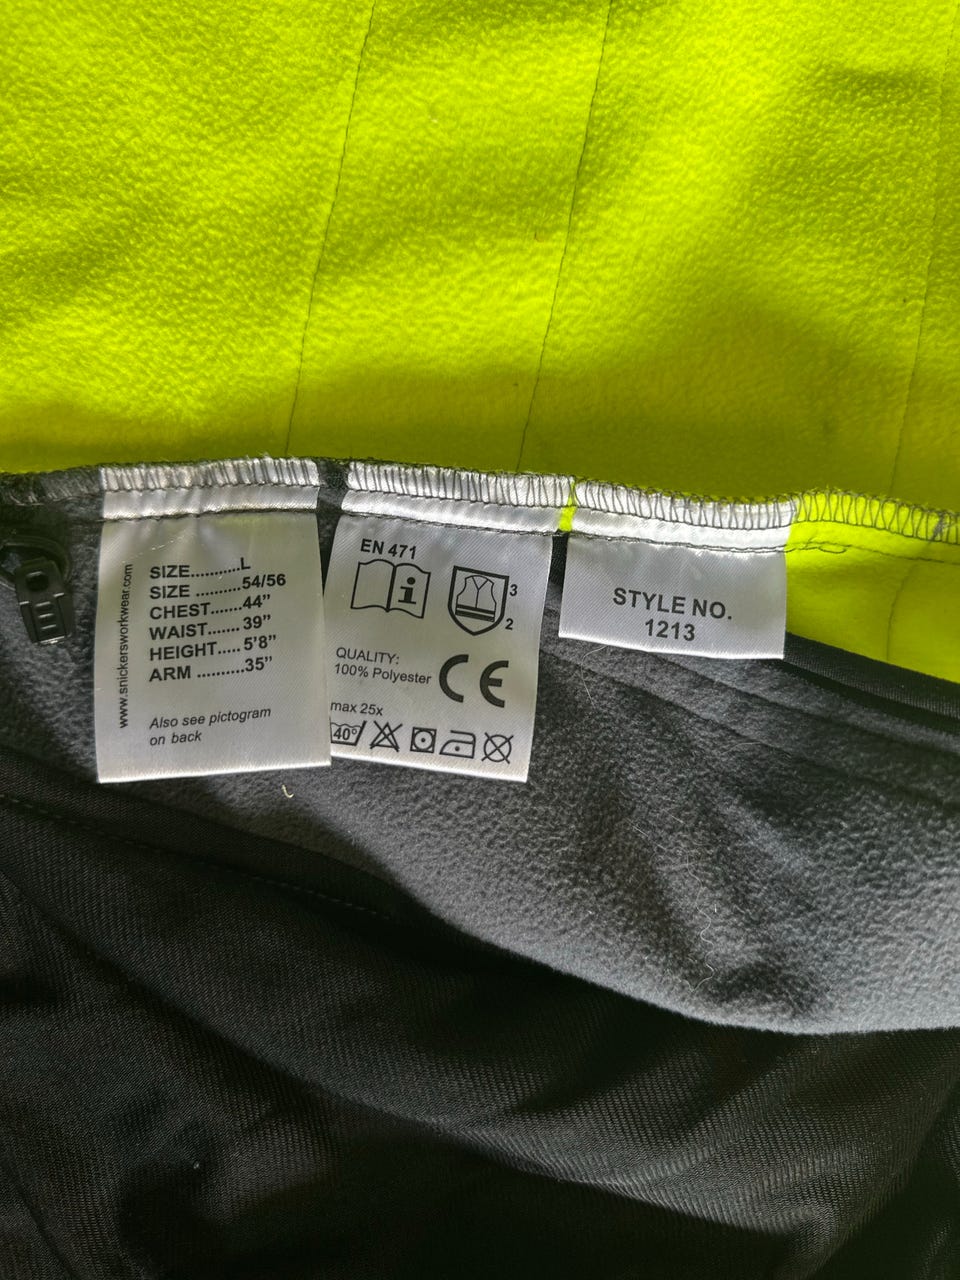 www.snickersworkwear.com
SIZE...........L
SIZE ...........54/56
CHEST.......44”
WAIST....... 39”
HEIGHT..... 5’8”
ARM ..........35”
Also see pictogram
on back
EN 471
i
3
2
QUALITY:
100% Polyester
CE
max 25x
40°
STYLE NO.
1213